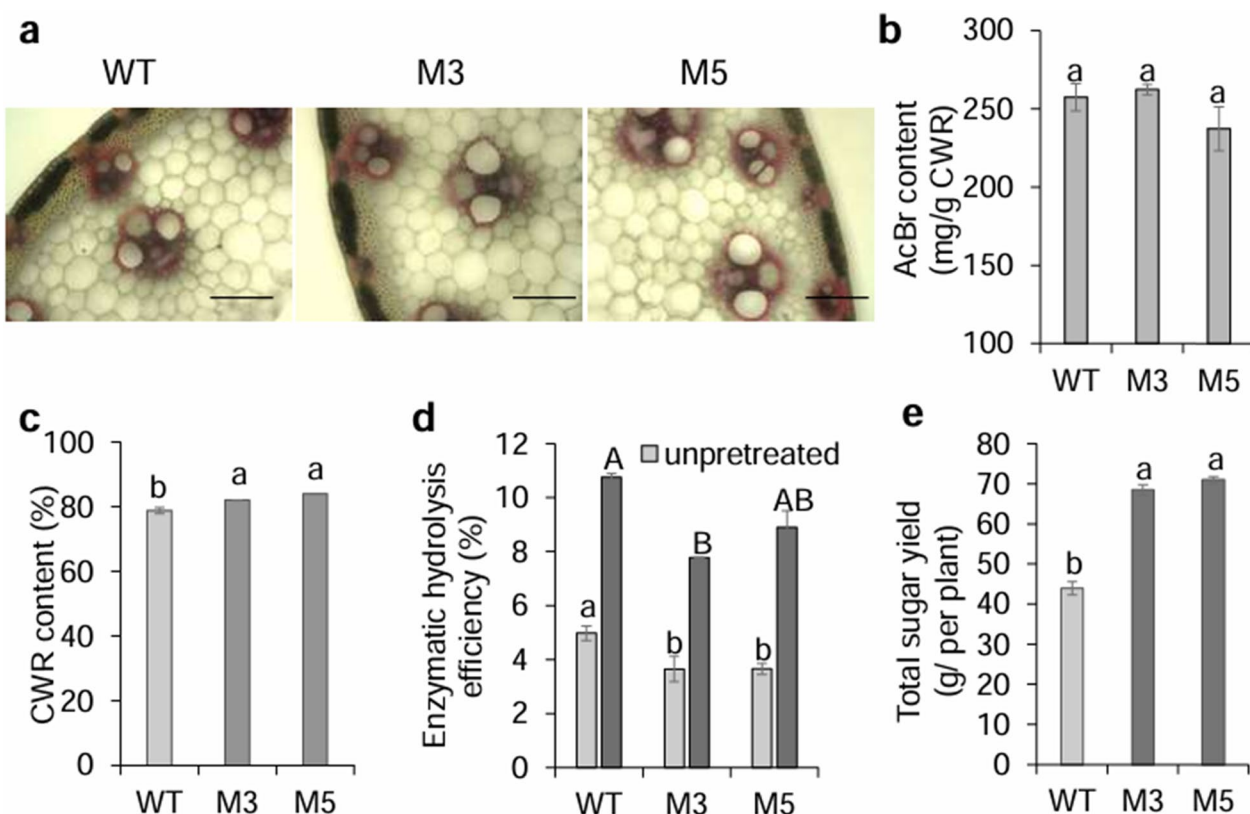 a
WT M3 M5
b
300
250
200
150
100
AcBr content
(mg/g CWR)
a a a
WT M3 M5
c
100
80
60
40
20
0
CWR content (%)
b a a
WT M3 M5
d
12
10
8
6
4
2
0
Enzymatic hydrolysis
efficiency (%)
unpretreated
a A b B b AB
WT M3 M5
e
80
70
60
50
40
30
20
10
0
Total sugar yield
(g/ per plant)
b a a
WT M3 M5